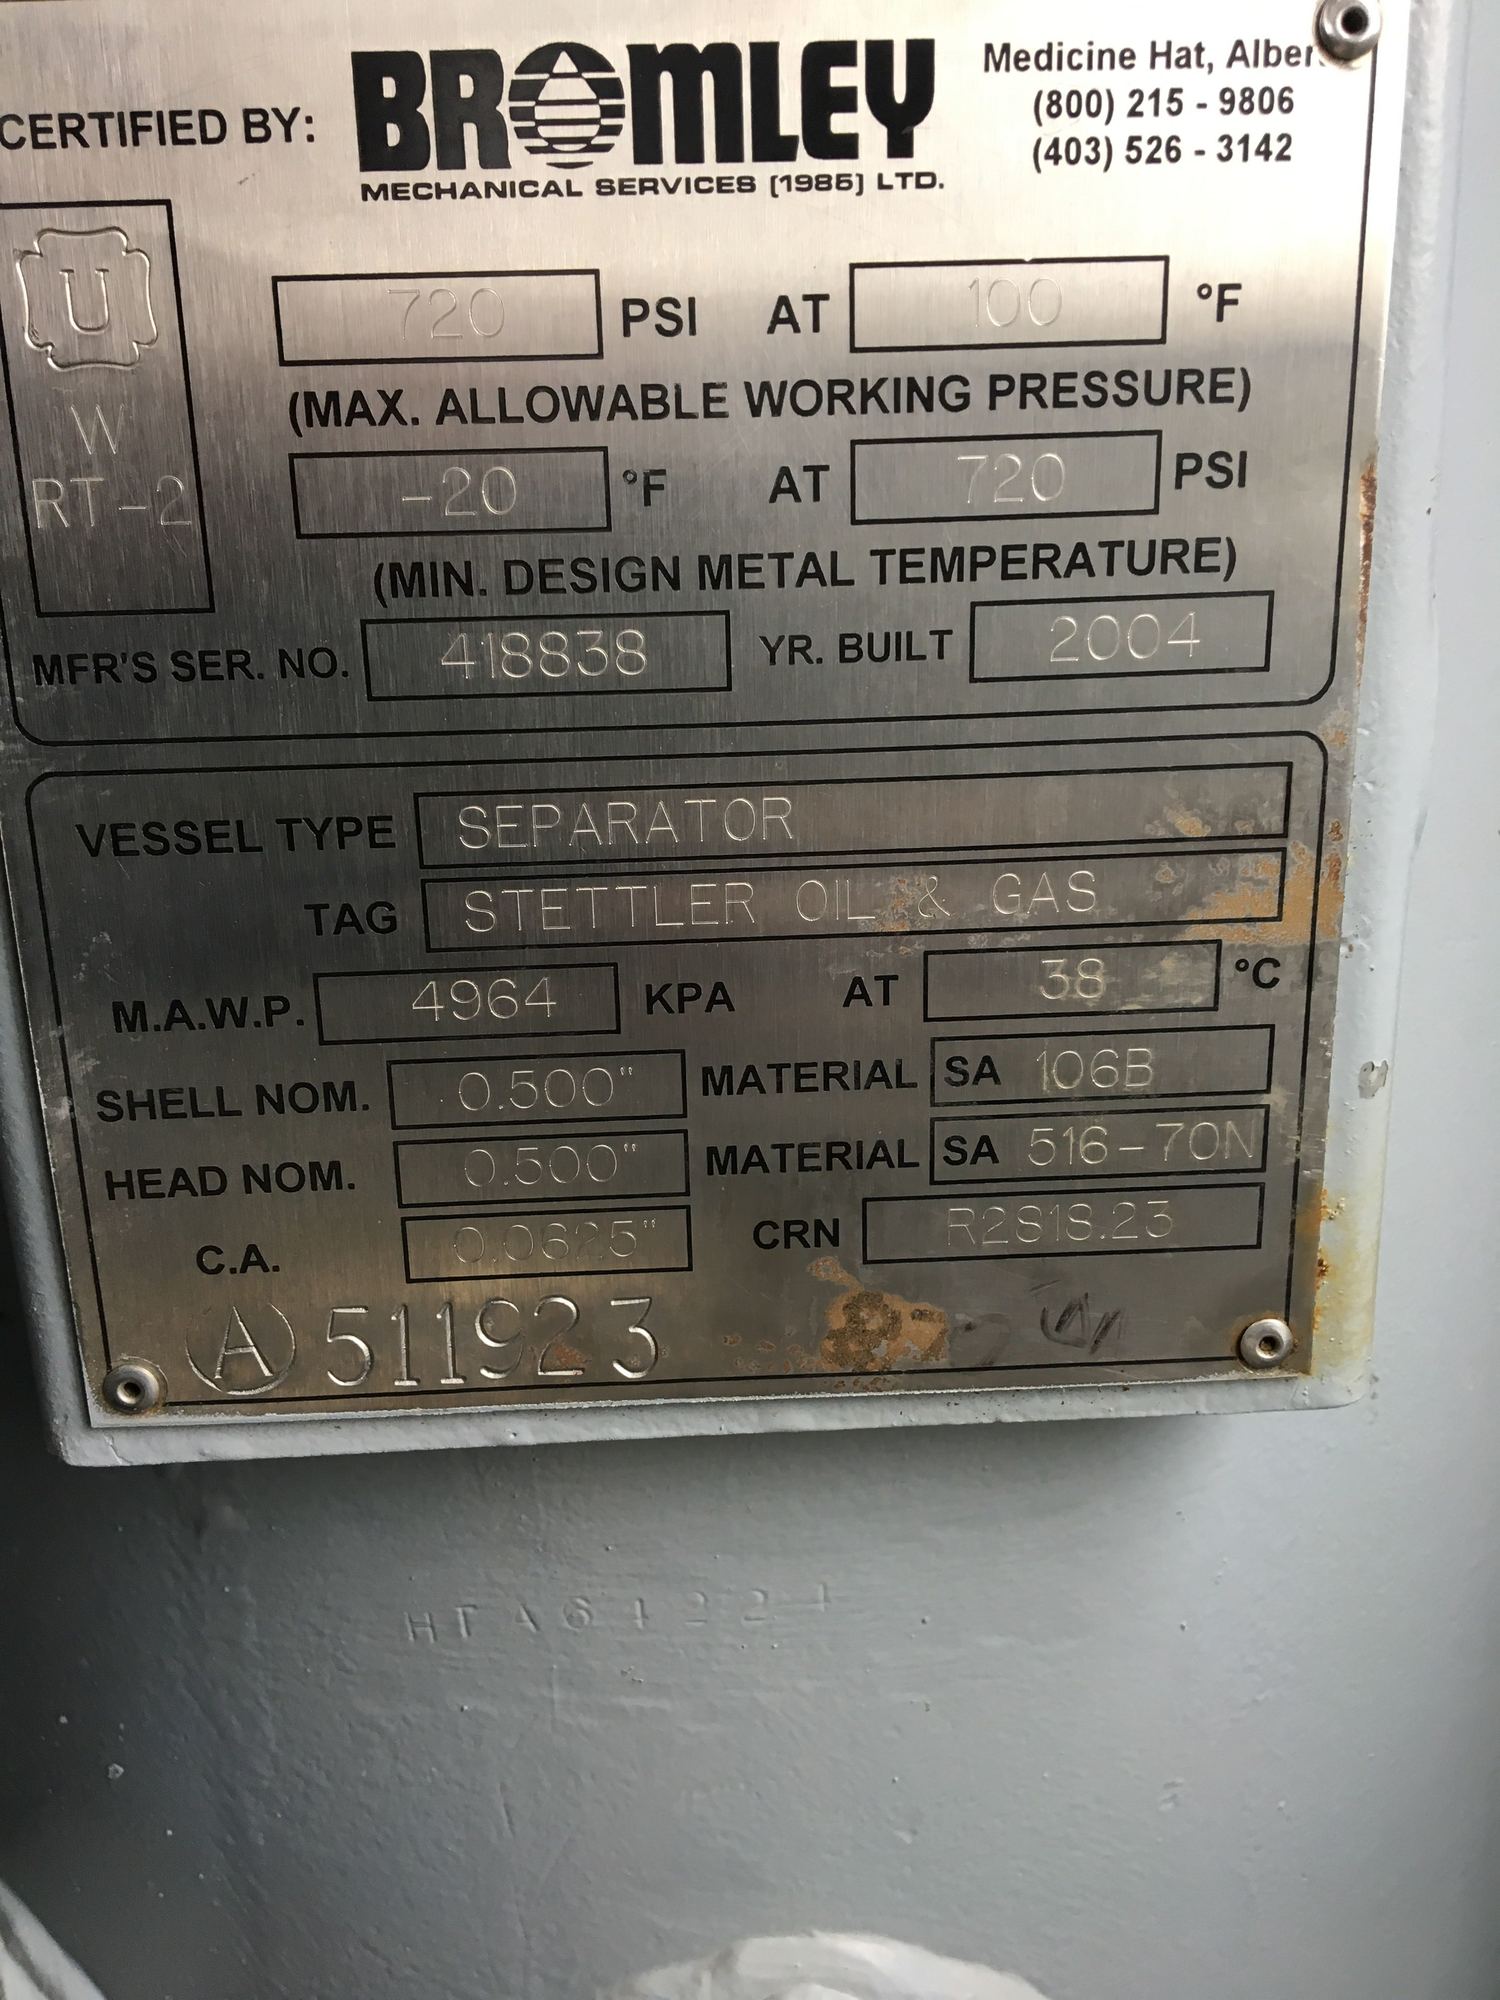 BROMLEY
Medicine Hat, Alber
CERTIFIED BY:
(800) 215 - 9806
(403) 526 - 3142
MECHANICAL SERVICES (1985) LTD.
U
W
RT-2
720 PSI AT 100 °F
(MAX. ALLOWABLE WORKING PRESSURE)
-20 °F AT 720 PSI
(MIN. DESIGN METAL TEMPERATURE)
MFR'S SER. NO. 418838 YR. BUILT 2004
VESSEL TYPE SEPARATOR
TAG STETTLER OIL & GAS
M.A.W.P. 4964 KPA AT 38 °C
SHELL NOM. 0.500" MATERIAL SA 106B
HEAD NOM. 0.500" MATERIAL SA 516-70N
C.A. 0.0625" CRN R2818.23
A 511923